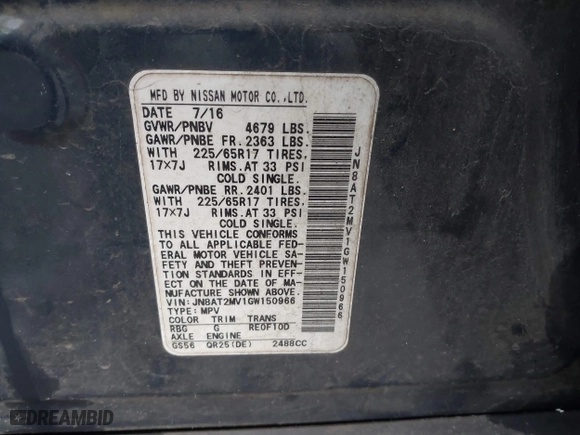 MFD BY NISSAN MOTOR CO.,LTD.
DATE 7/16
GVWR/PNBV 4679 LBS.
GAWR/PNBE FR. 2363 LBS.
WITH 225/65R17 TIRES.
17×7J RIMS.AT 33 PSI
COLD SINGLE.
GAWR/PNBE RR. 2401 LBS.
WITH 225/65R17 TIRES.
17×7J RIMS.AT 33 PSI
COLD SINGLE.
THIS VEHICLE CONFORMS
TO ALL APPLICABLE FED-
ERAL MOTOR VEHICLE SA-
FETY AND THEFT PREVEN-
TION STANDARDS IN EFF-
ECT ON THE DATE OF MA-
NUFACTURE SHOWN ABOVE.
VIN: JN8AT2MV1GW150966
TYPE: MPV
COLOR TRIM TRANS
RBG G RE0F10D
AXLE ENGINE
GS56 QR25(DE) 2488CC
JN8AT2MV1GW150966
DREAMBID